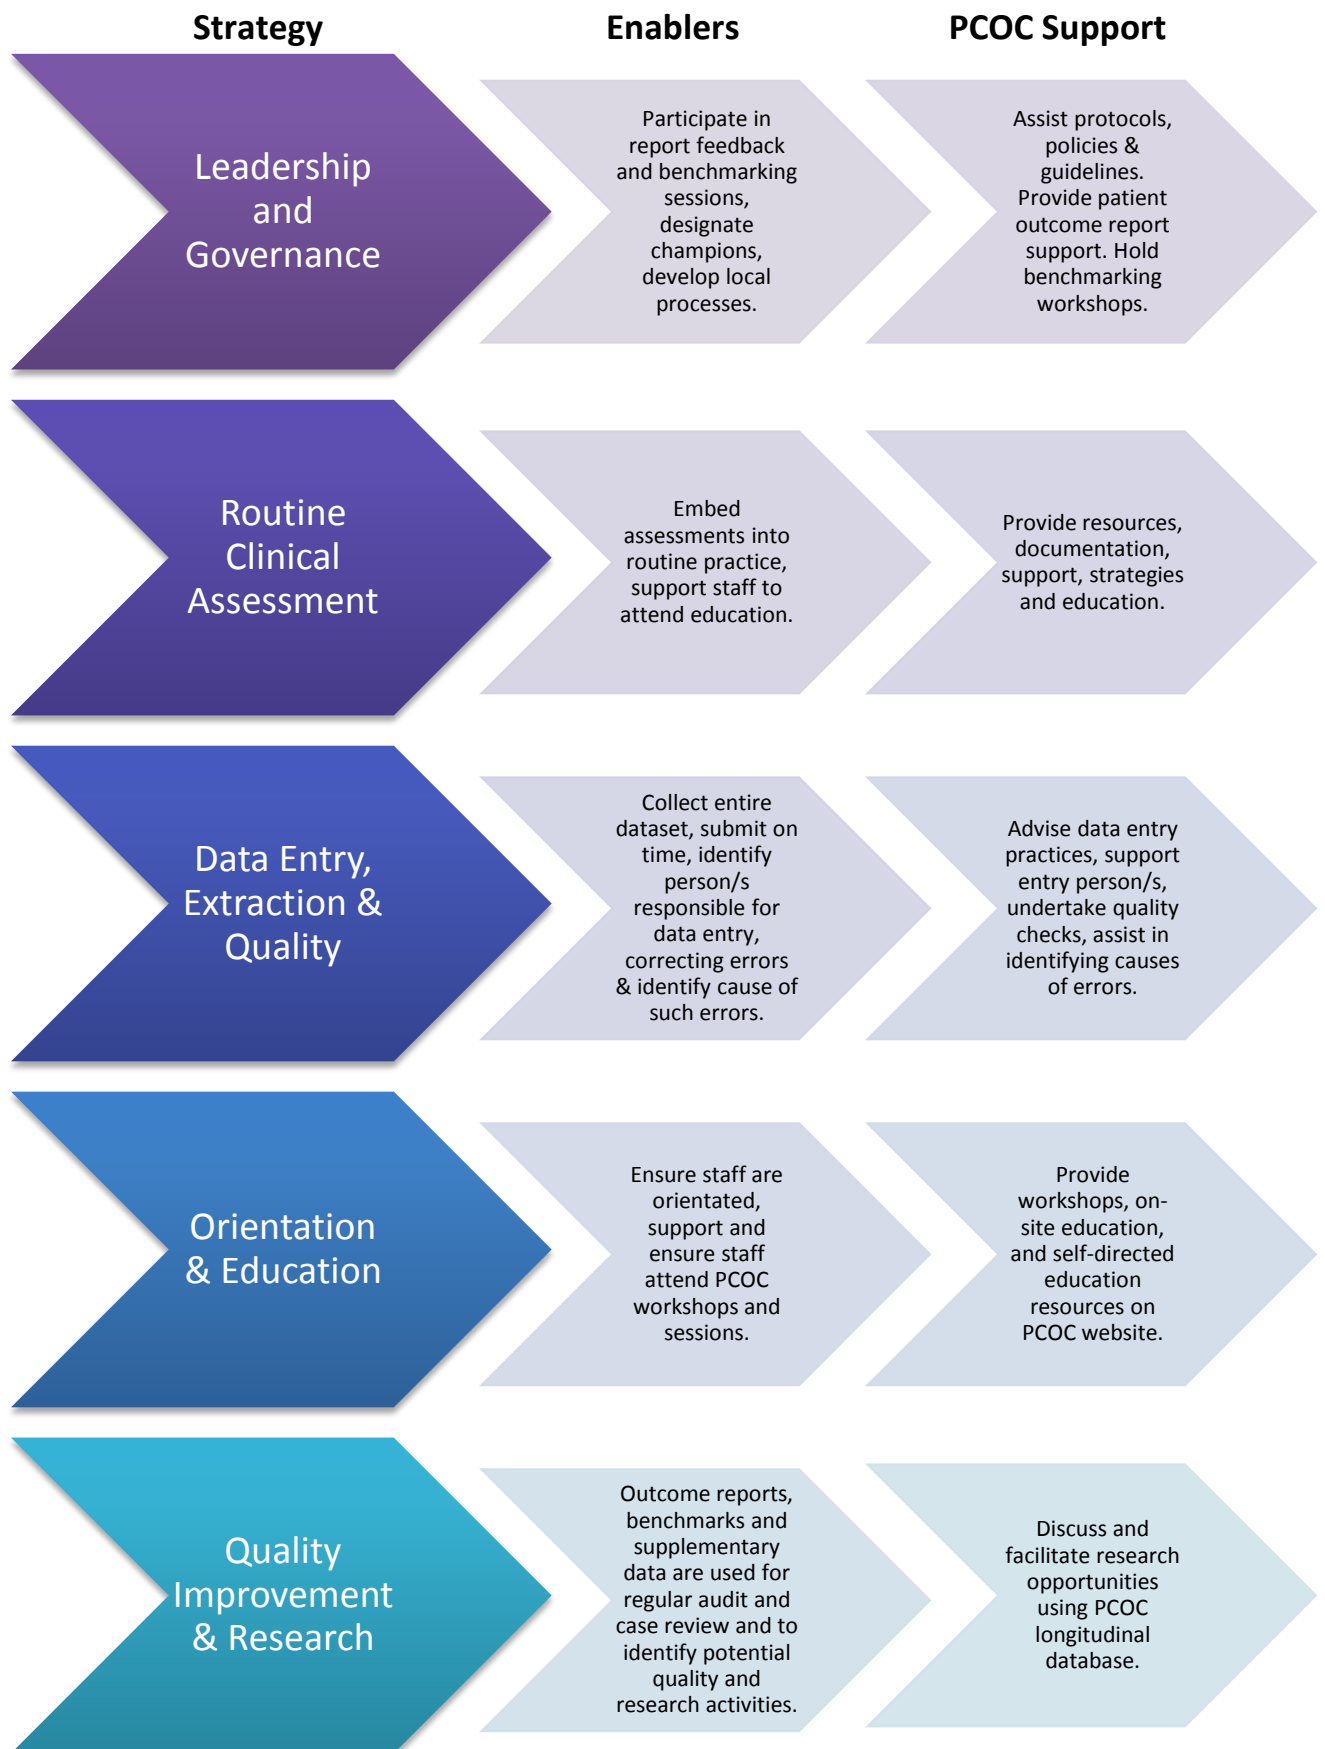 Strategy
Enablers
PCOC Support
Leadership
and
Governance
Participate in
report feedback
and benchmarking
sessions,
designate
champions,
develop local
processes.
Assist protocols,
policies &
guidelines.
Provide patient
outcome report
support. Hold
benchmarking
workshops.
Routine
Clinical
Assessment
Embed
assessments into
routine practice,
support staff to
attend education.
Provide resources,
documentation,
support, strategies
and education.
Data Entry,
Extraction &
Quality
Collect entire
dataset, submit on
time, identify
person/s
responsible for
data entry,
correcting errors
& identify cause of
such errors.
Advise data entry
practices, support
entry person/s,
undertake quality
checks, assist in
identifying causes
of errors.
Orientation
& Education
Ensure staff are
orientated,
support and
ensure staff
attend PCOC
workshops and
sessions.
Provide
workshops, on-
site education,
and self-directed
education
resources on
PCOC website.
Quality
Improvement
& Research
Outcome reports,
benchmarks and
supplementary
data are used for
regular audit and
case review and to
identify potential
quality and
research activities.
Discuss and
facilitate research
opportunities
using PCOC
longitudinal
database.